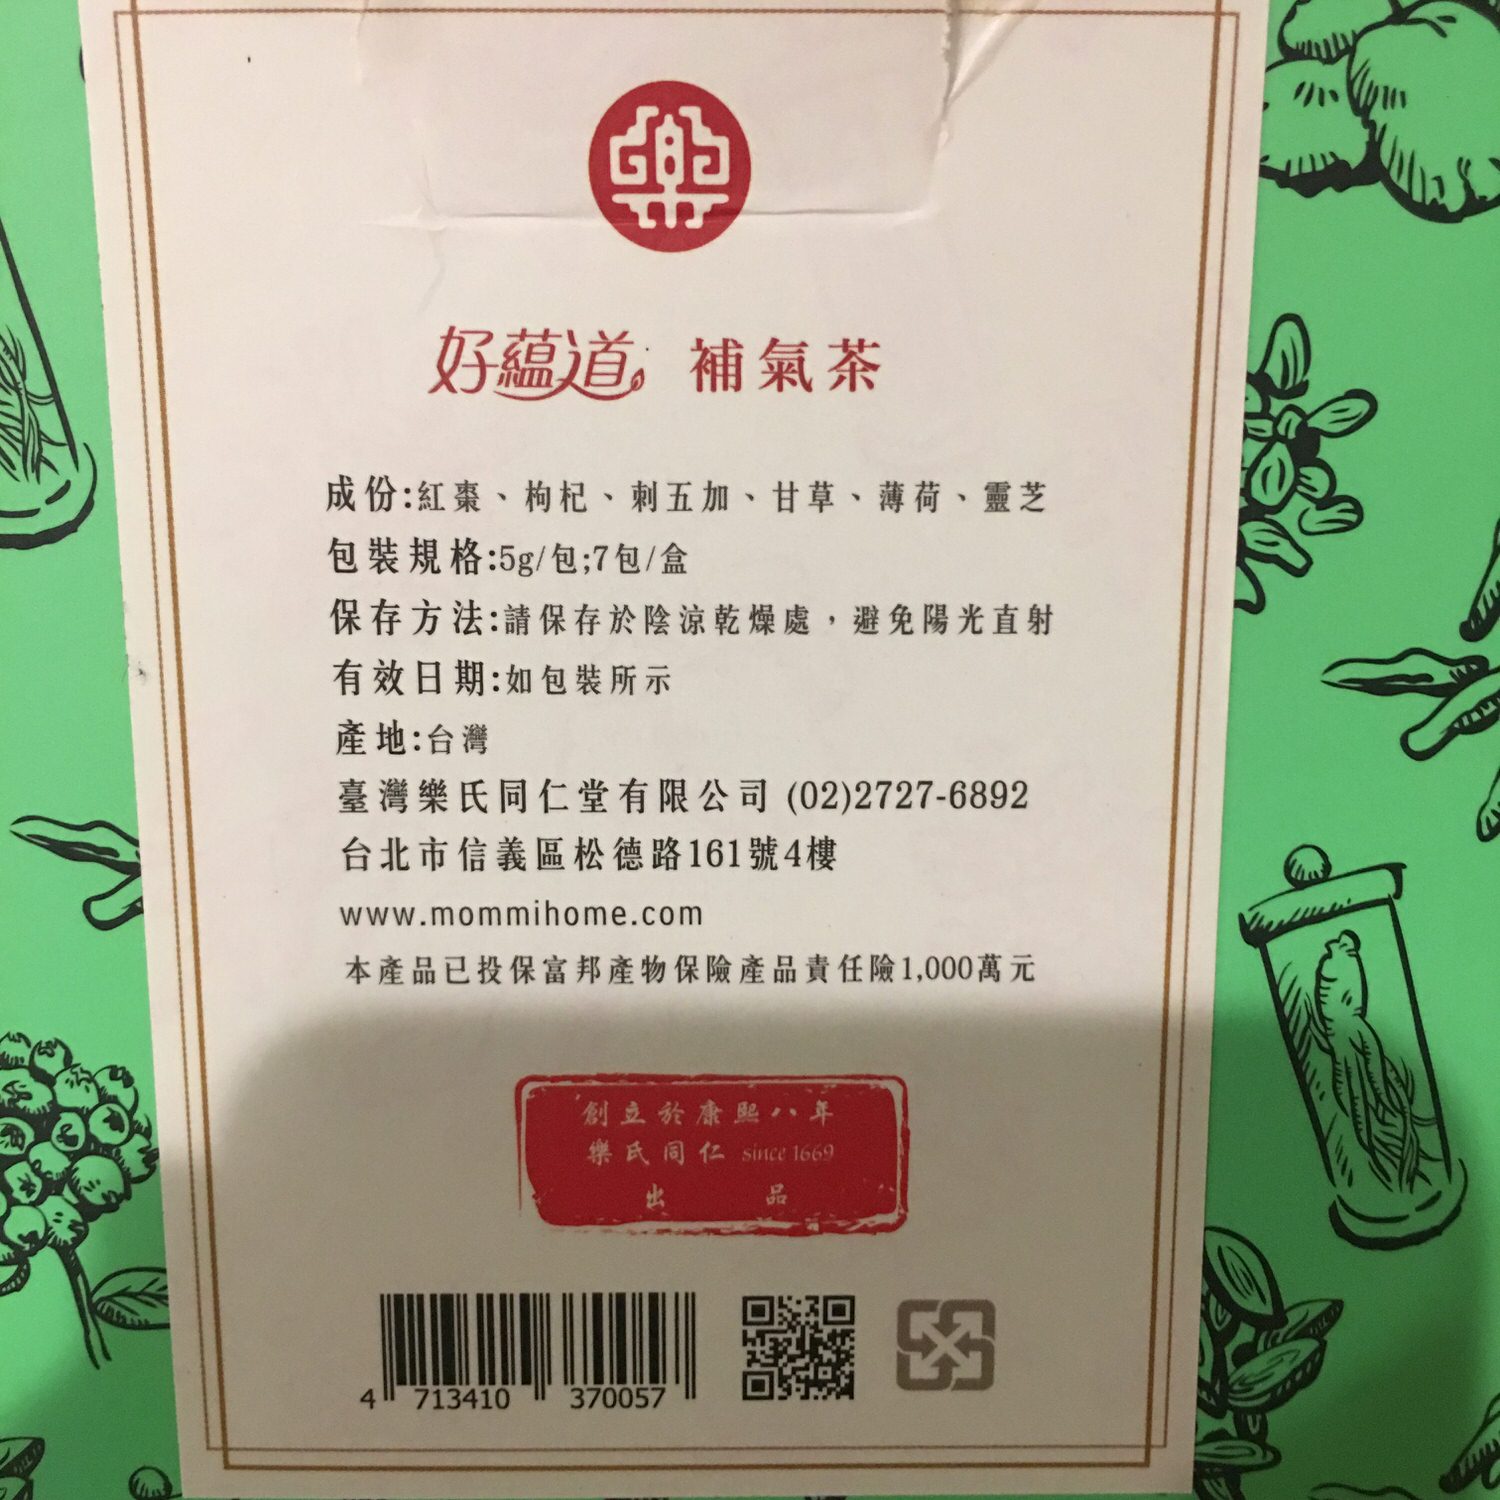 樂
好蘊道 補氣茶
成份:紅棗、枸杞、刺五加、甘草、薄荷、靈芝
包裝規格:5g/包;7包/盒
保存方法:請保存於陰涼乾燥處，避免陽光直射
有效日期:如包裝所示
產地:台灣
臺灣樂氏同仁堂有限公司 (02)2727-6892
台北市信義區松德路161號4樓
www.mommihome.com
本產品已投保富邦產物保險產品責任險1,000萬元
創立於康熙八年
樂氏同仁 since 1669
出品
4 713410 370057